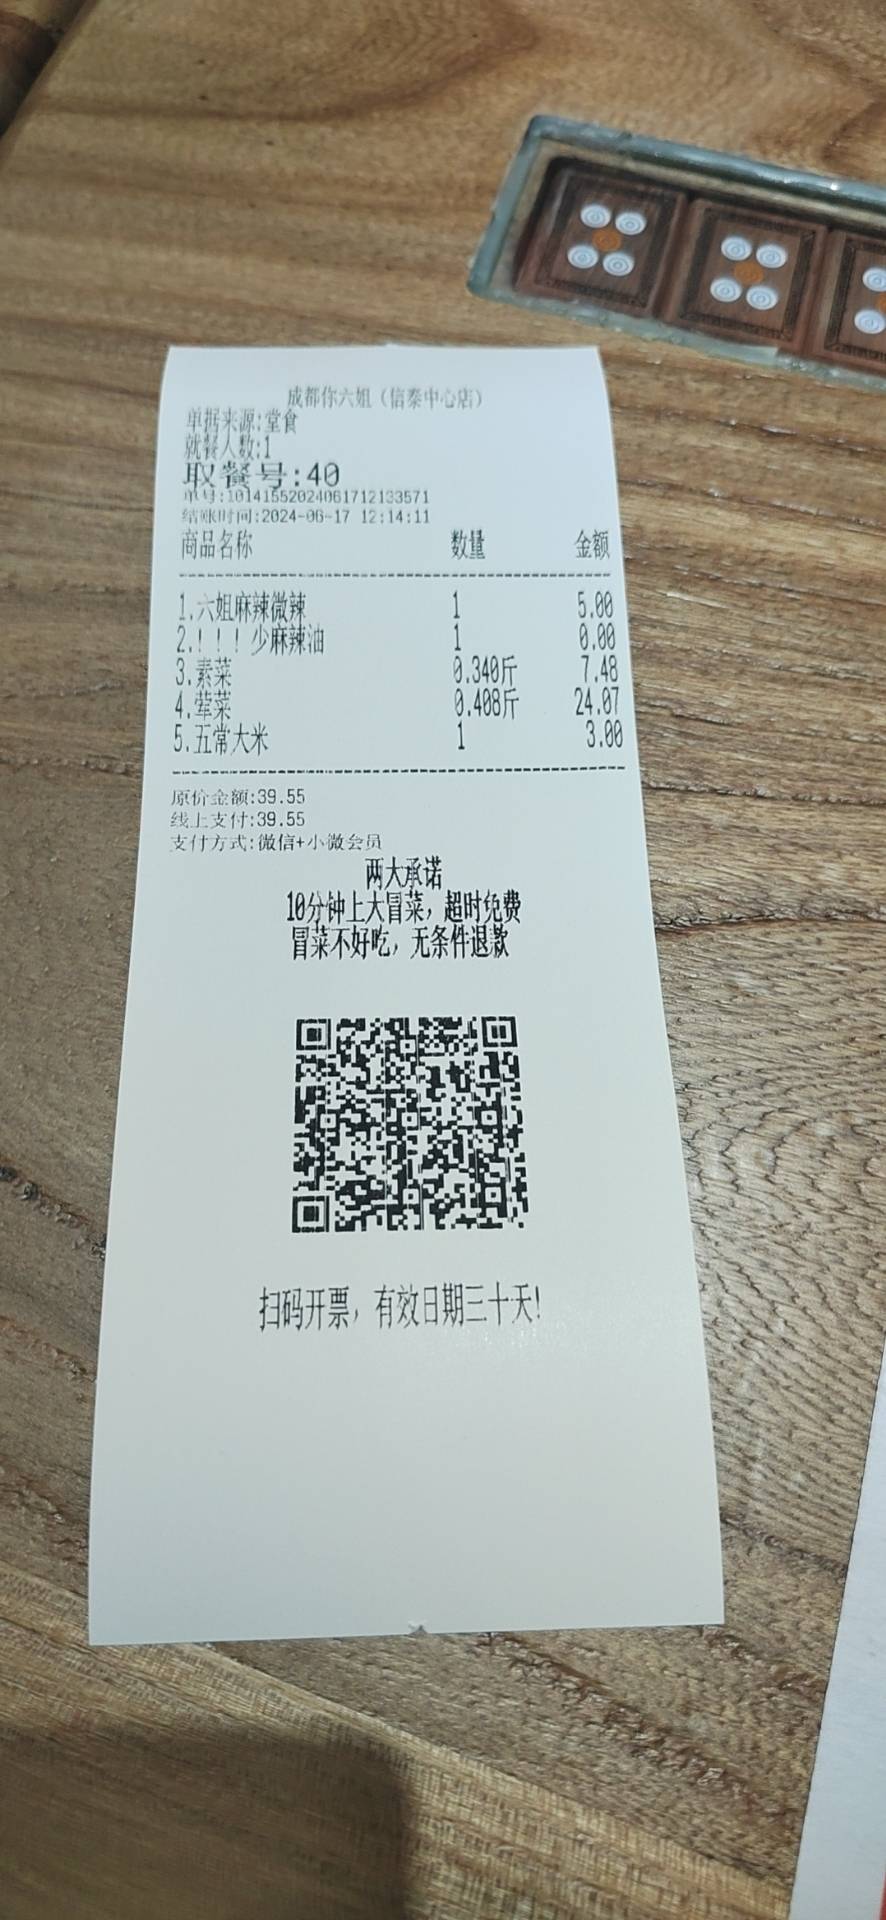 成都你六姐（信泰中心店）
单据来源:堂食
就餐人数:1
取餐号:40
单号:10141552024061712133571
结账时间:2024-06-17 12:14:11
商品名称 数量 金额
1.六姐麻辣微辣 1 5.00
2.！！！少麻辣油 1 0.00
3.素菜 0.340斤 7.48
4.荤菜 0.408斤 24.07
5.五常大米 1 3.00
原价金额:39.55
线上支付:39.55
支付方式:微信+小微会员
两大承诺
10分钟上大冒菜，超时免费
冒菜不好吃，无条件退款
扫码开票，有效日期三十天!